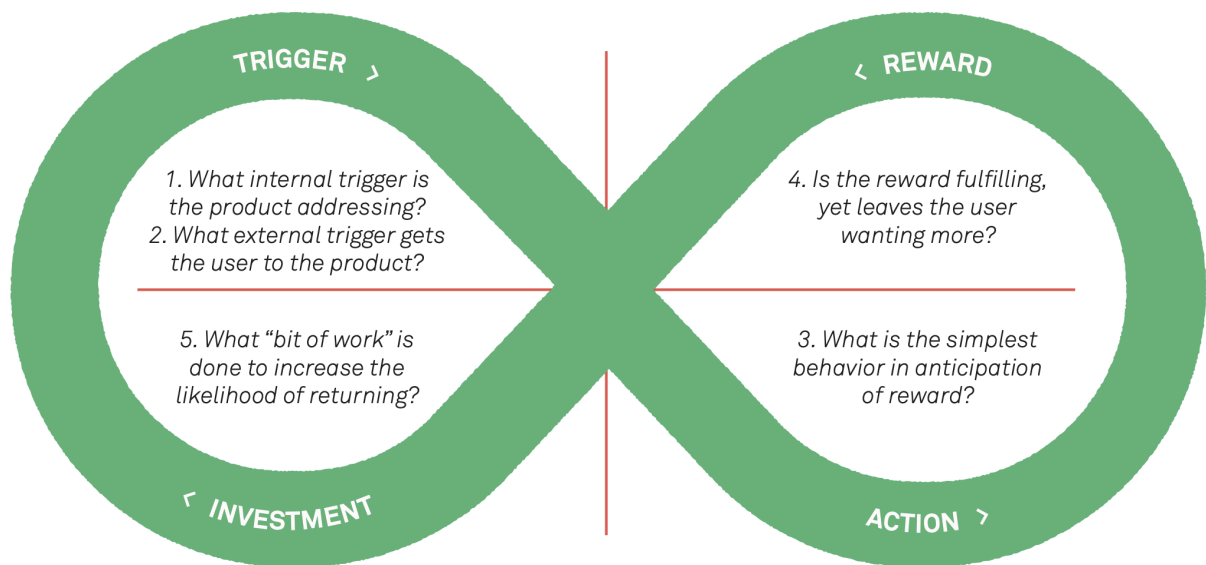 TRIGGER >
1. What internal trigger is
the product addressing?
2. What external trigger gets
the user to the product?
< REWARD
4. Is the reward fulfilling,
yet leaves the user
wanting more?
5. What “bit of work” is
done to increase the
likelihood of returning?
< INVESTMENT
3. What is the simplest
behavior in anticipation
of reward?
ACTION >